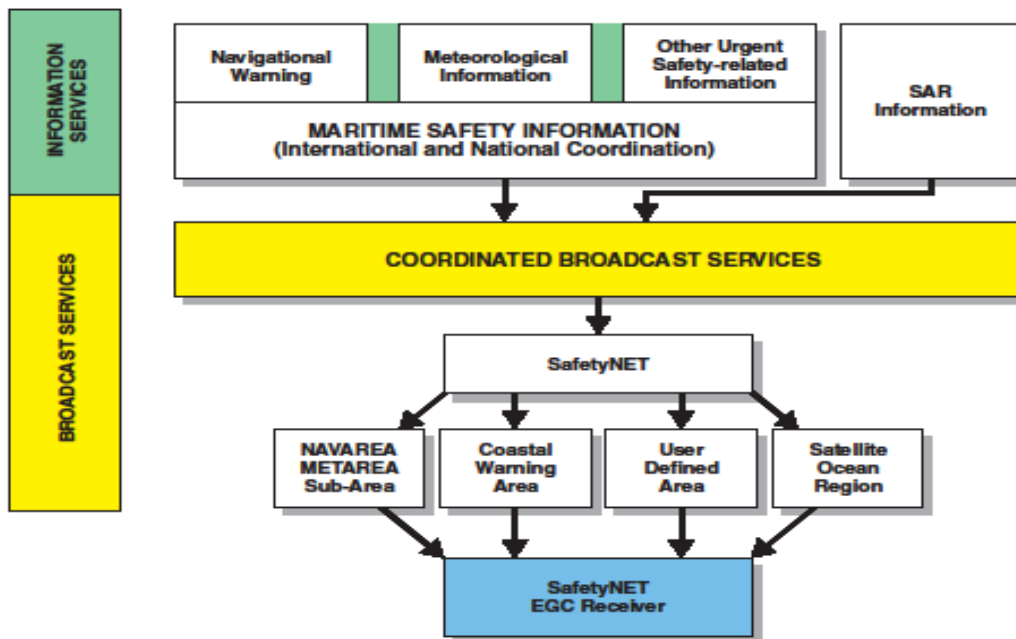 INFORMATION
SERVICES
BROADCAST SERVICES
Navigational
Warning
Meteorological
Information
Other Urgent
Safety-related
Information
MARITIME SAFETY INFORMATION
(International and National Coordination)
SAR
Information
COORDINATED BROADCAST SERVICES
SafetyNET
NAVAREA
METAREA
Sub-Area
Coastal
Warning
Area
User
Defined
Area
Satellite
Ocean
Region
SafetyNET
EGC Receiver